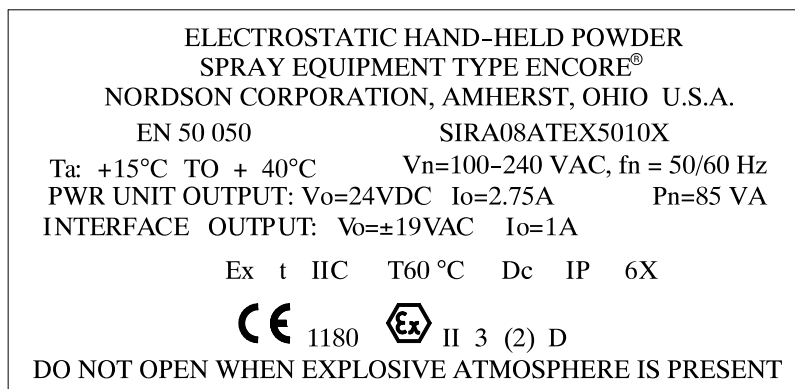 ELECTROSTATIC HAND-HELD POWDER
SPRAY EQUIPMENT TYPE ENCORE®
NORDSON CORPORATION, AMHERST, OHIO U.S.A.
EN 50 050 SIRA08ATEX5010X
Ta: +15°C TO + 40°C Vn=100-240 VAC, fn = 50/60 Hz
PWR UNIT OUTPUT: Vo=24VDC Io=2.75A Pn=85 VA
INTERFACE OUTPUT: Vo=±19VAC Io=1A
Ex t IIC T60 °C Dc IP 6X
CE 1180 Ex II 3 (2) D
DO NOT OPEN WHEN EXPLOSIVE ATMOSPHERE IS PRESENT